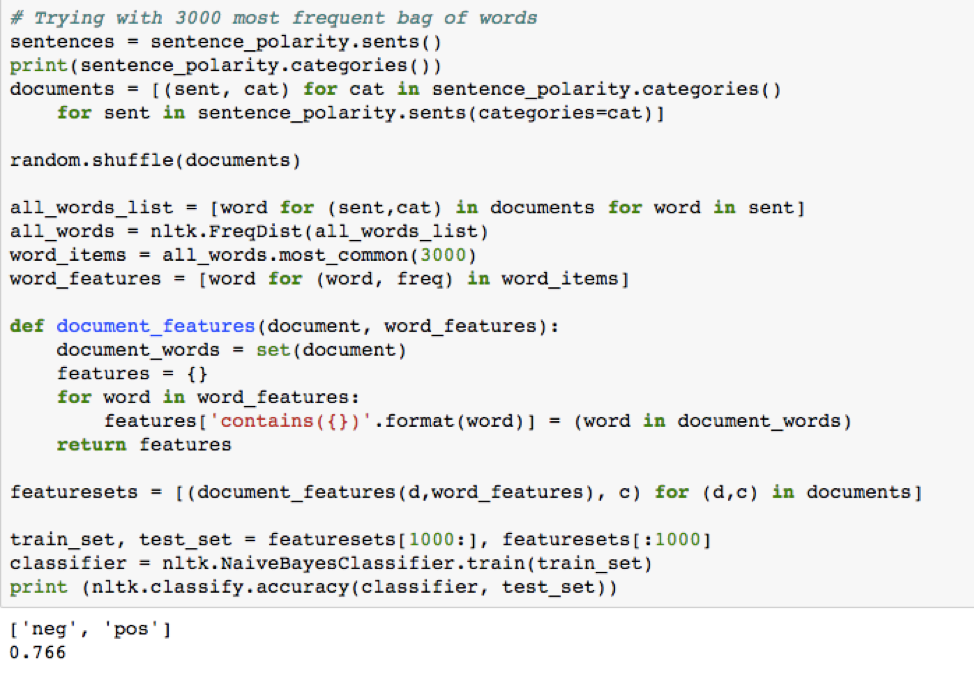 # Trying with 3000 most frequent bag of words
sentences = sentence_polarity.sents()
print(sentence_polarity.categories())
documents = [(sent, cat) for cat in sentence_polarity.categories()
    for sent in sentence_polarity.sents(categories=cat)]

random.shuffle(documents)

all_words_list = [word for (sent,cat) in documents for word in sent]
all_words = nltk.FreqDist(all_words_list)
word_items = all_words.most_common(3000)
word_features = [word for (word, freq) in word_items]

def document_features(document, word_features):
    document_words = set(document)
    features = {}
    for word in word_features:
        features['contains({})'.format(word)] = (word in document_words)
    return features

featuresets = [(document_features(d,word_features), c) for (d,c) in documents]

train_set, test_set = featuresets[1000:], featuresets[:1000]
classifier = nltk.NaiveBayesClassifier.train(train_set)
print (nltk.classify.accuracy(classifier, test_set))
['neg', 'pos']
0.766